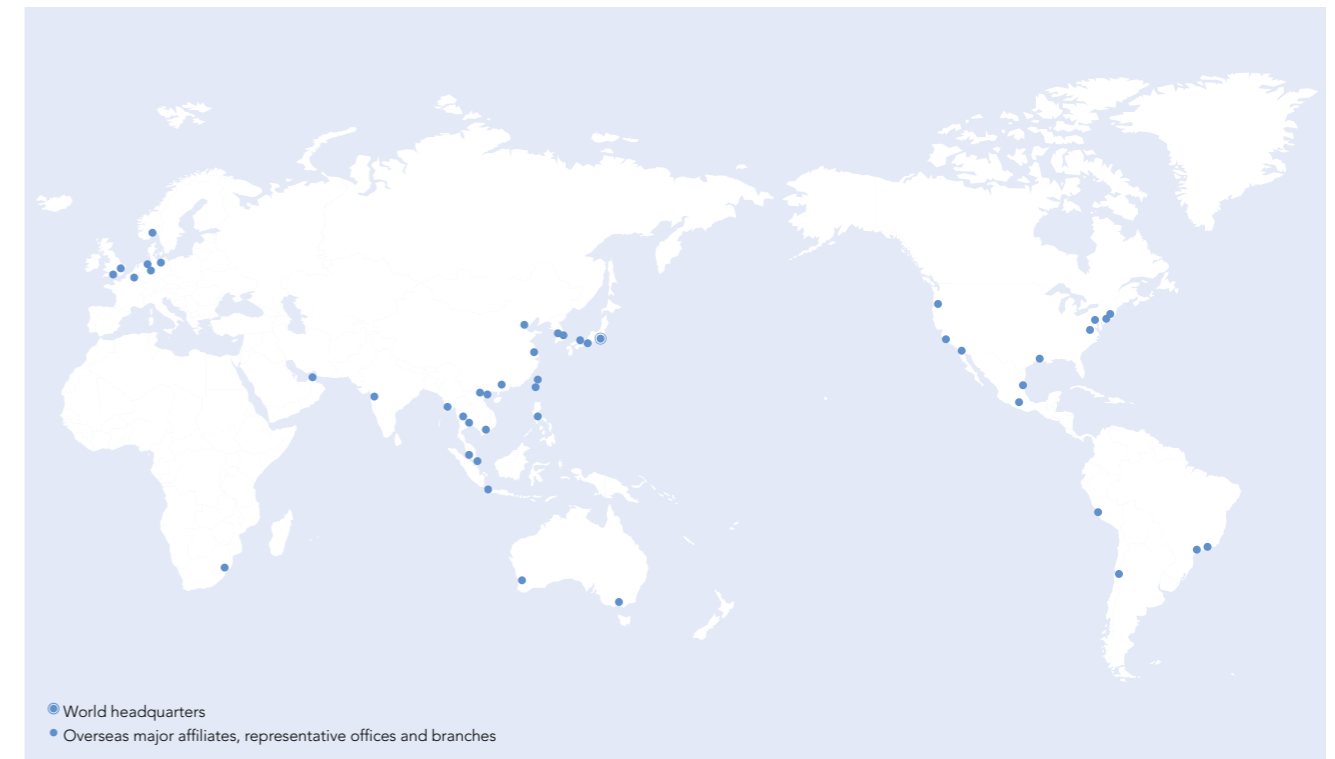 World headquarters
Overseas major affiliates, representative offices and branches